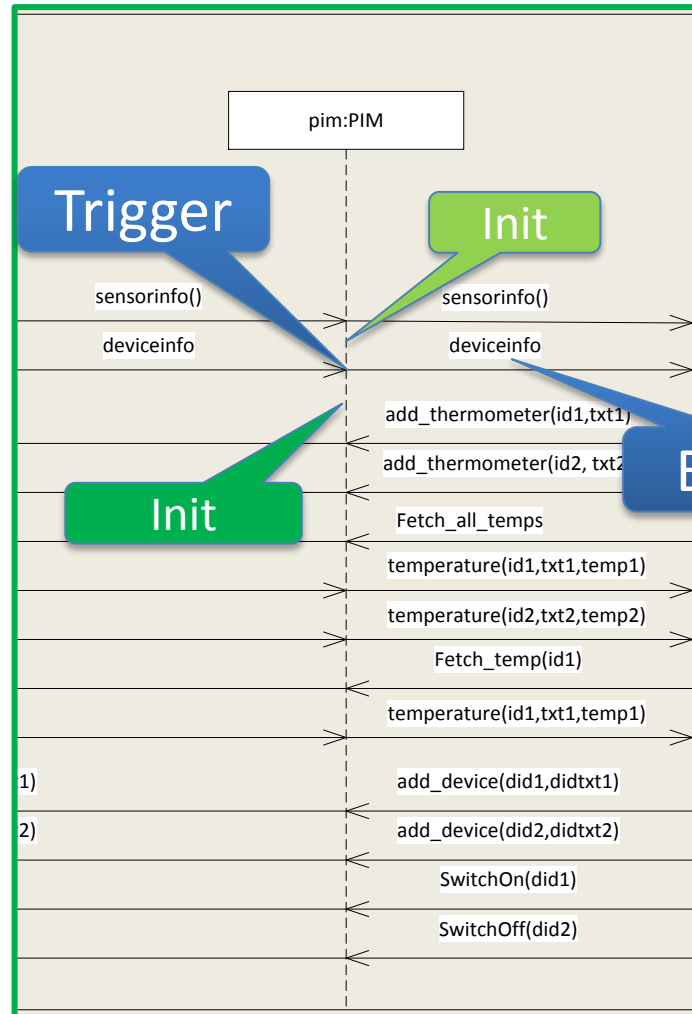 pim:PIM
Trigger
Init
sensorinfo()
sensorinfo()
deviceinfo
deviceinfo
add_thermometer(id1,txt1)
add_thermometer(id2, txt2
E
Init
Fetch_all_temps
temperature(id1,txt1,temp1)
temperature(id2,txt2,temp2)
Fetch_temp(id1)
temperature(id1,txt1,temp1)
:1)
add_device(did1,didtxt1)
:2)
add_device(did2,didtxt2)
SwitchOn(did1)
SwitchOff(did2)